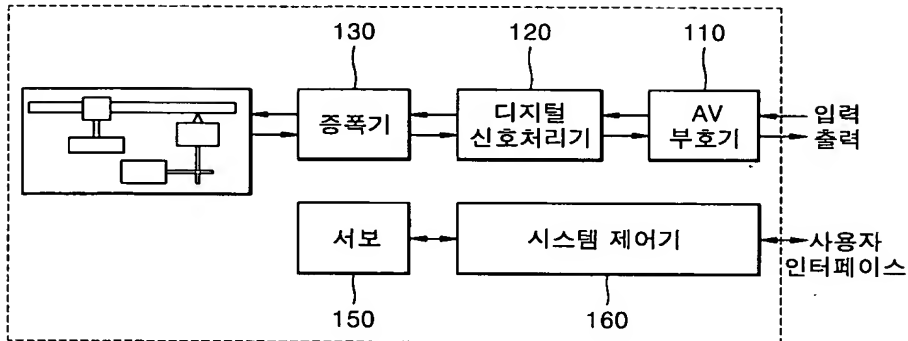 130
120
110
증폭기
디지털
신호처리기
AV
부호기
입력
출력
서보
시스템 제어기
사용자
인터페이스
150
160